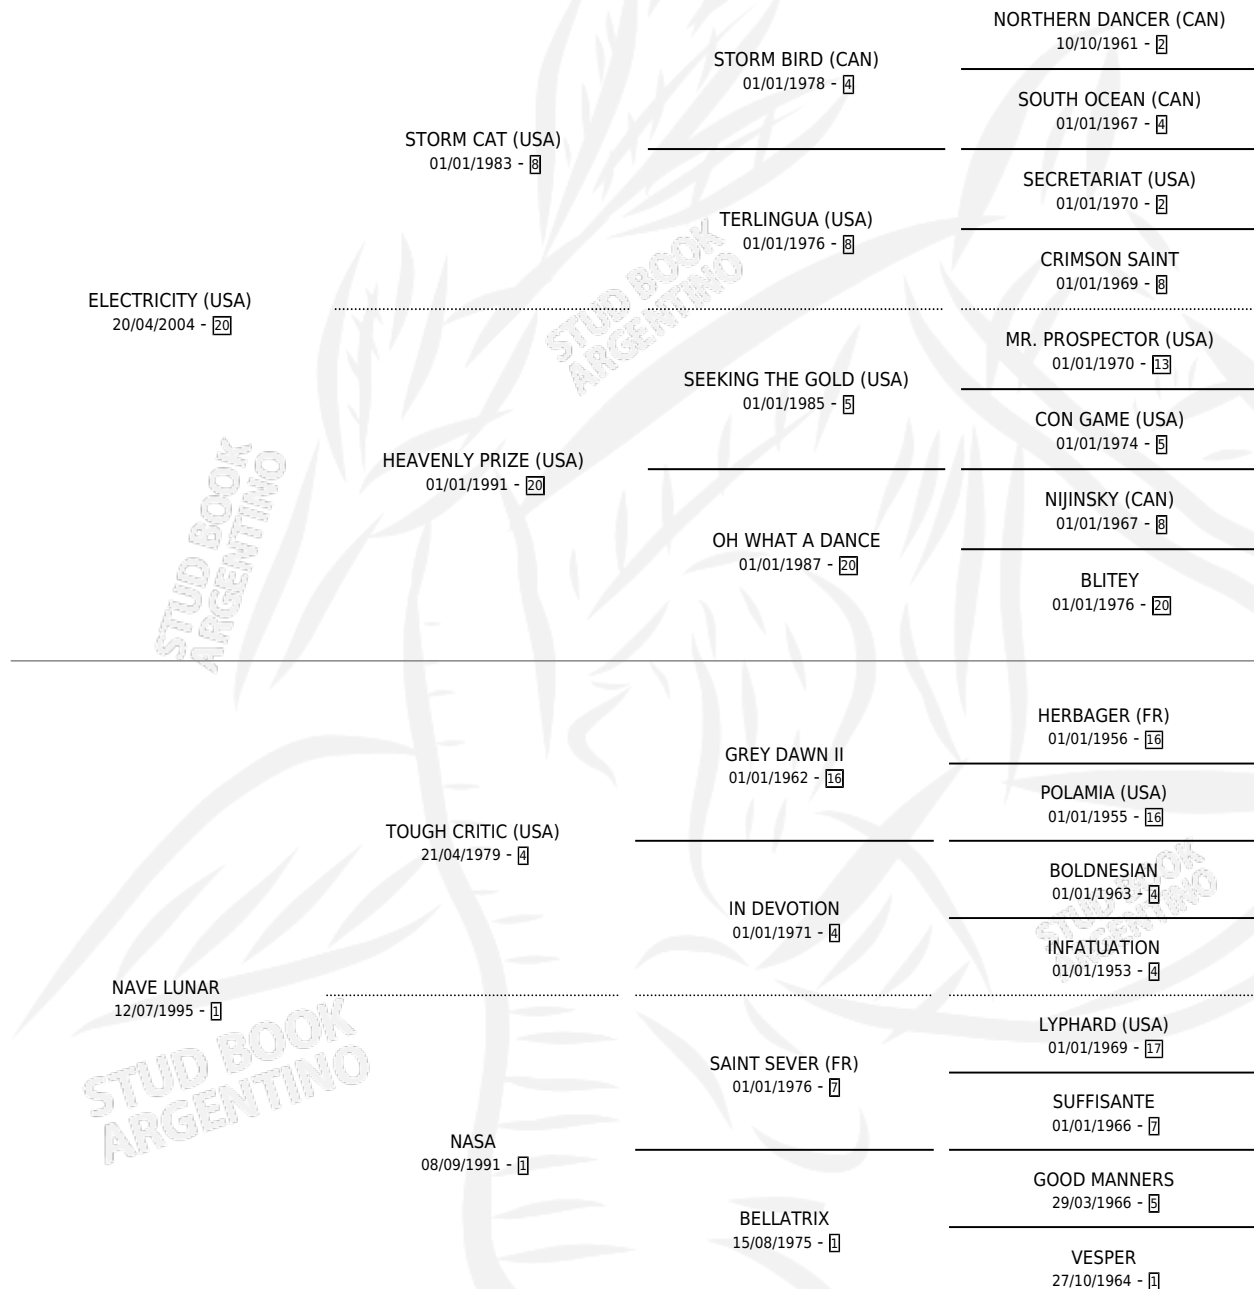 NORTHERN DANCER (CAN)
10/10/1961 - 2
STORM BIRD (CAN)
01/01/1978 - 4
SOUTH OCEAN (CAN)
01/01/1967 - 4
STORM CAT (USA)
01/01/1983 - 8
SECRETARIAT (USA)
01/01/1970 - 2
TERLINGUA (USA)
01/01/1976 - 8
CRIMSON SAINT
01/01/1969 - 8
ELECTRICITY (USA)
20/04/2004 - 20
MR. PROSPECTOR (USA)
01/01/1970 - 13
SEEKING THE GOLD (USA)
01/01/1985 - 5
CON GAME (USA)
01/01/1974 - 5
HEAVENLY PRIZE (USA)
01/01/1991 - 20
NIJINSKY (CAN)
01/01/1967 - 8
OH WHAT A DANCE
01/01/1987 - 20
BLITEY
01/01/1976 - 20
HERBAGER (FR)
01/01/1956 - 16
GREY DAWN II
01/01/1962 - 16
POLAMIA (USA)
01/01/1955 - 16
TOUGH CRITIC (USA)
21/04/1979 - 4
BOLDNESIAN
01/01/1963 - 4
IN DEVOTION
01/01/1971 - 4
INFATUATION
01/01/1953 - 4
NAVE LUNAR
12/07/1995 - 1
LYPHARD (USA)
01/01/1969 - 17
SAINT SEVER (FR)
01/01/1976 - 7
SUFFISANTE
01/01/1966 - 7
NASA
08/09/1991 - 1
GOOD MANNERS
29/03/1966 - 5
BELLATRIX
15/08/1975 - 1
VESPER
27/10/1964 - 1
STUD BOOK
ARGENTINO
STUD BOOK
ARGENTINO
STUD BOOK
ARGENTINO
STUD BOOK
ARGENTINO